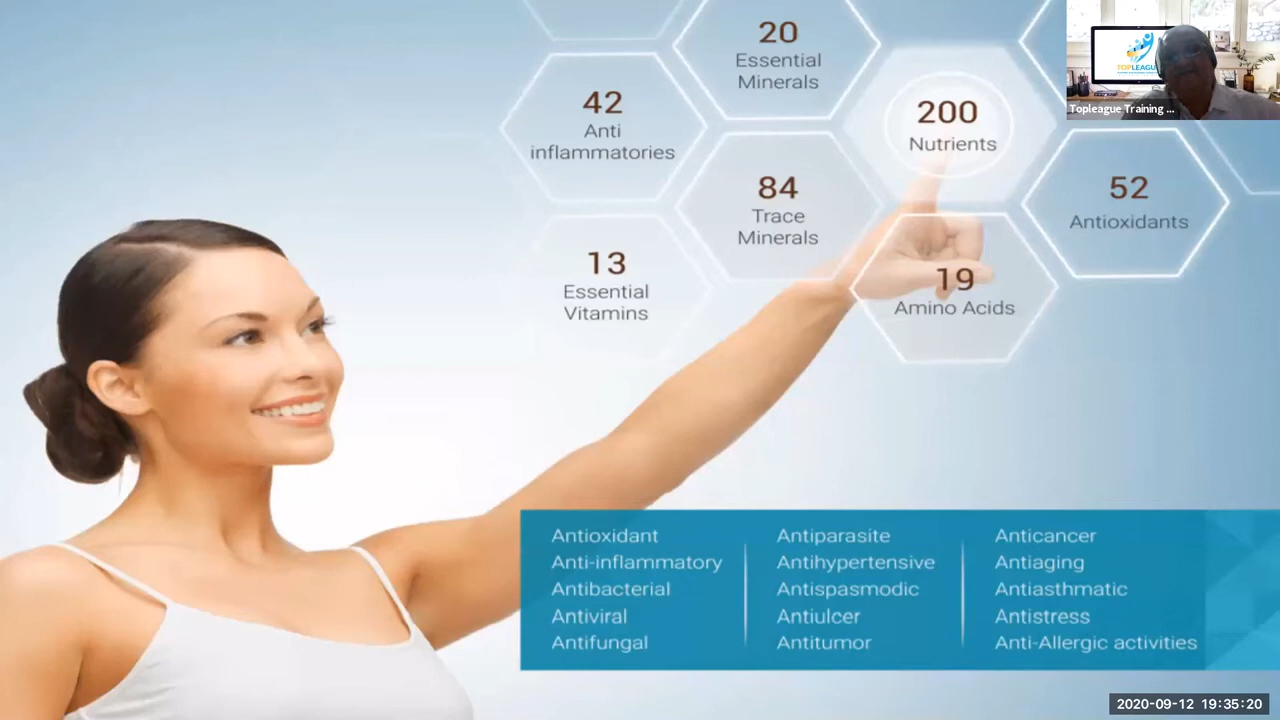 20
Essential
Minerals
42
Anti
inflammatories
200
Nutrients
84
Trace
Minerals
52
Antioxidants
13
Essential
Vitamins
19
Amino Acids
TOPLEAGU
Topleague Training ...
Antioxidant
Anti-inflammatory
Antibacterial
Antiviral
Antifungal
Antiparasite
Antihypertensive
Antispasmodic
Antiulcer
Antitumor
Anticancer
Antiaging
Antiasthmatic
Antistress
Anti-Allergic activities
2020-09-12 19:35:20